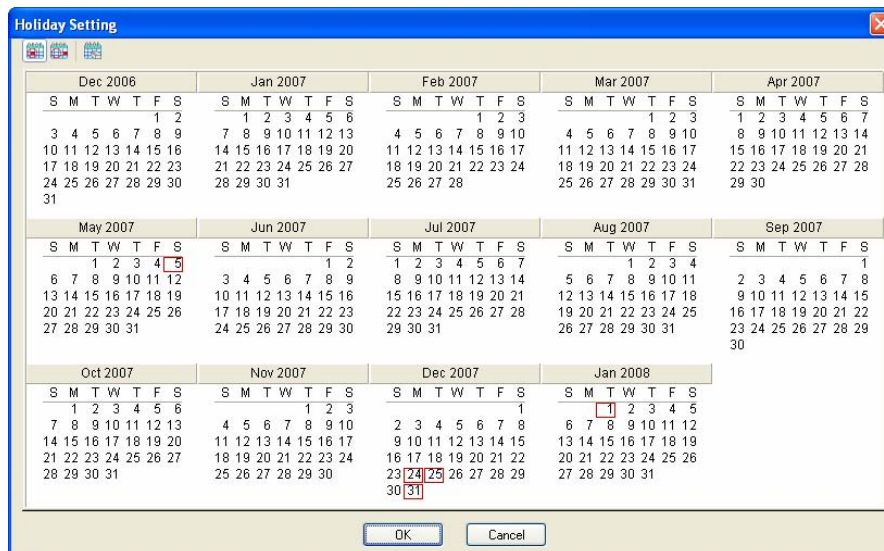 Holiday Setting
Dec 2006 Jan 2007 Feb 2007 Mar 2007 Apr 2007
S M T W T F S S M T W T F S S M T W T F S S M T W T F S S M T W T F S
1 2 1 2 3 4 5 6 1 2 3 1 2 3 1 2 3 4 5 6 7
3 4 5 6 7 8 9 7 8 9 10 11 12 13 4 5 6 7 8 9 10 4 5 6 7 8 9 10 8 9 10 11 12 13 14
10 11 12 13 14 15 16 14 15 16 17 18 19 20 11 12 13 14 15 16 17 11 12 13 14 15 16 17 15 16 17 18 19 20 21
17 18 19 20 21 22 23 21 22 23 24 25 26 27 18 19 20 21 22 23 24 18 19 20 21 22 23 24 22 23 24 25 26 27 28
24 25 26 27 28 29 30 28 29 30 31 25 26 27 28 25 26 27 28 29 30 31 29 30
31
May 2007 Jun 2007 Jul 2007 Aug 2007 Sep 2007
S M T W T F S S M T W T F S S M T W T F S S M T W T F S S M T W T F S
1 2 3 4 5 1 2 1 2 3 4 5 6 7 1 2 3 4 1
6 7 8 9 10 11 12 3 4 5 6 7 8 9 8 9 10 11 12 13 14 5 6 7 8 9 10 11 2 3 4 5 6 7 8
13 14 15 16 17 18 19 10 11 12 13 14 15 16 15 16 17 18 19 20 21 12 13 14 15 16 17 18 9 10 11 12 13 14 15
20 21 22 23 24 25 26 17 18 19 20 21 22 23 22 23 24 25 26 27 28 19 20 21 22 23 24 25 16 17 18 19 20 21 22
27 28 29 30 31 24 25 26 27 28 29 30 29 30 31 26 27 28 29 30 31 23 24 25 26 27 28 29
30
Oct 2007 Nov 2007 Dec 2007 Jan 2008
S M T W T F S S M T W T F S S M T W T F S S M T W T F S
1 2 3 4 5 6 1 2 3 1 1 2 3 4 5
7 8 9 10 11 12 13 4 5 6 7 8 9 10 2 3 4 5 6 7 8 6 7 8 9 10 11 12
14 15 16 17 18 19 20 11 12 13 14 15 16 17 9 10 11 12 13 14 15 13 14 15 16 17 18 19
21 22 23 24 25 26 27 18 19 20 21 22 23 24 16 17 18 19 20 21 22 20 21 22 23 24 25 26
28 29 30 31 25 26 27 28 29 30 23 24 25 26 27 28 29 27 28 29 30 31
30 31
OK Cancel